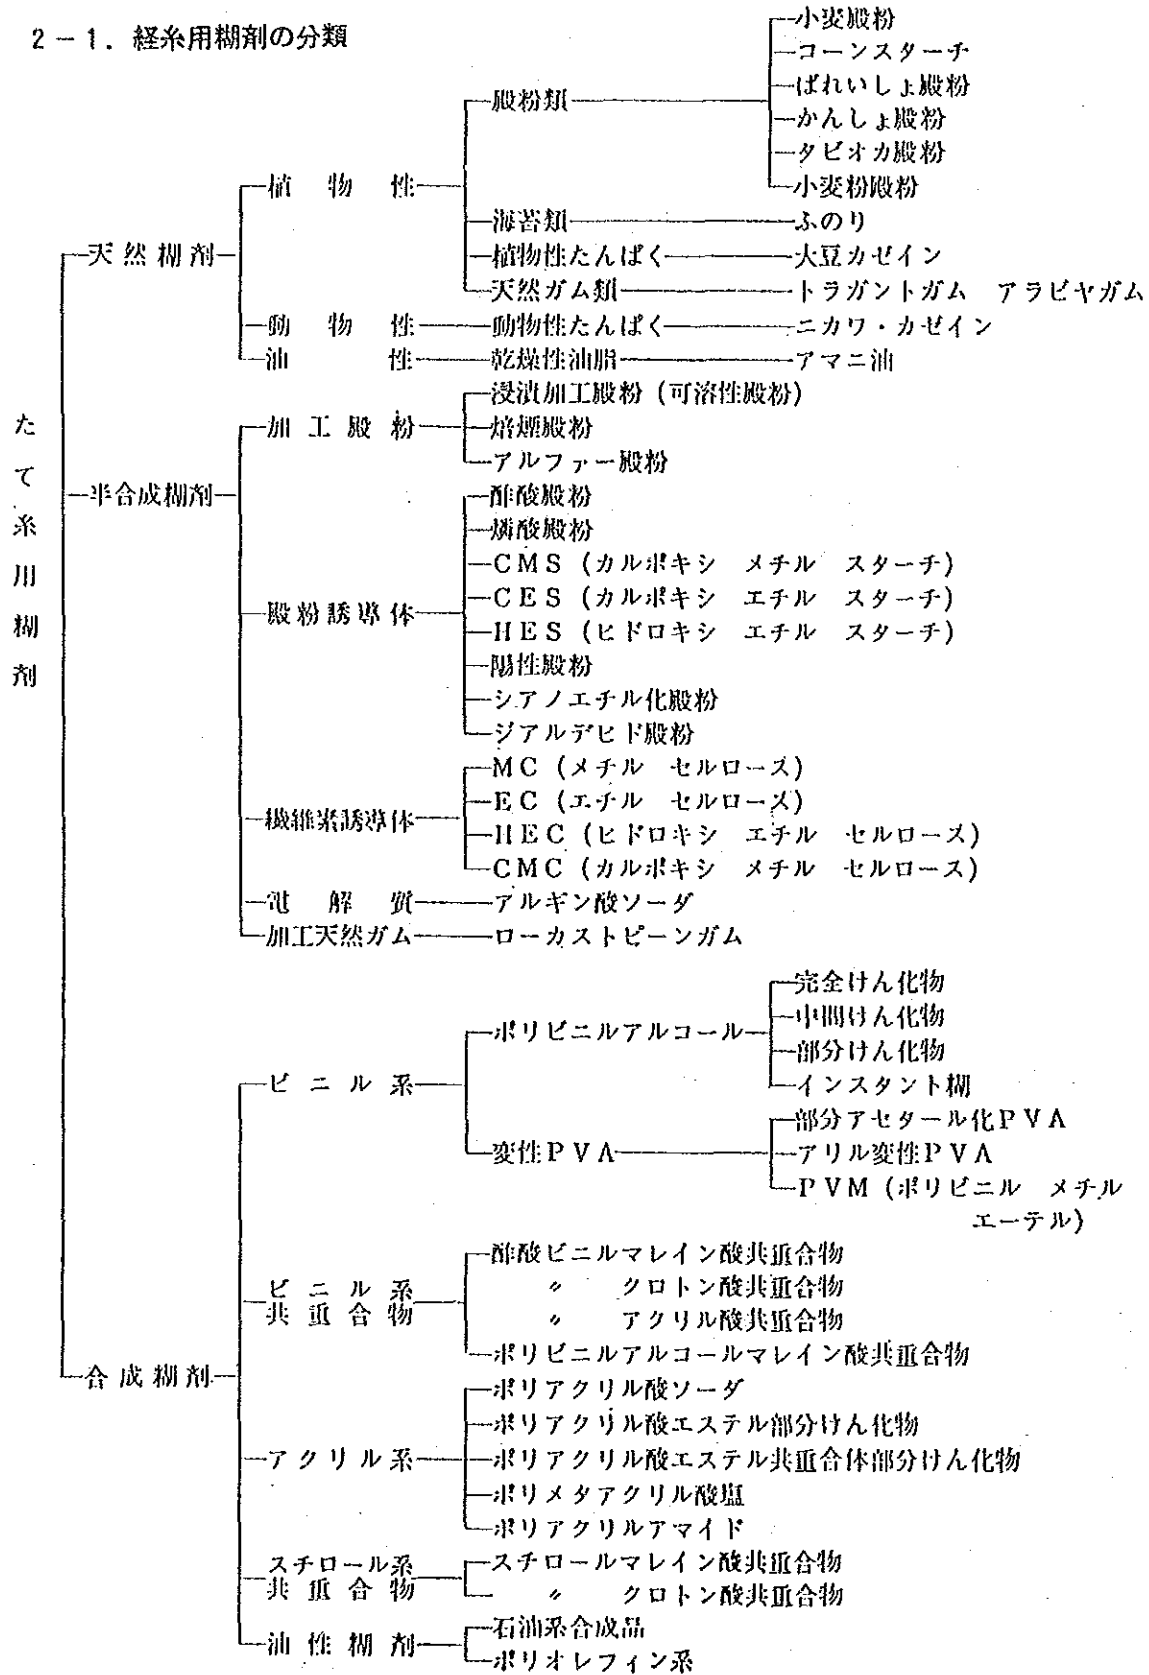 2－1．経糸用糊剤の分類
たて糸用糊剤
天然糊剤
植物性
澱粉類
小麦澱粉
コーンスターチ
ばれいしょ澱粉
かんしょ澱粉
タピオカ澱粉
小麦粉澱粉
海苔類
ふのり
植物性たんぱく
大豆カゼイン
天然ガム類
トラガントガム　アラビヤガム
動物性
動物性たんぱく
ニカワ・カゼイン
油性
乾燥性油脂
アマニ油
半合成糊剤
加工澱粉
浸漬加工澱粉（可溶性澱粉）
焙煙澱粉
アルファー澱粉
澱粉誘導体
酢酸澱粉
燐酸澱粉
CMS（カルボキシ　メチル　スターチ）
CES（カルボキシ　エチル　スターチ）
HES（ヒドロキシ　エチル　スターチ）
陽性澱粉
シアノエチル化澱粉
ジアルデヒド澱粉
繊維素誘導体
MC（メチル　セルローズ）
EC（エチル　セルローズ）
HEC（ヒドロキシ　エチル　セルローズ）
CMC（カルボキシ　メチル　セルローズ）
電解質
アルギン酸ソーダ
加工天然ガム
ローカストビーンガム
合成糊剤
ビニル系
ポリビニルアルコール
完全けん化物
中間けん化物
部分けん化物
インスタント糊
変性PVA
部分アセタール化PVA
アリル変性PVA
PVM（ポリビニル　メチル
エーテル）
ビニル系
共重合物
酢酸ビニルマレイン酸共重合物
〃　クロトン酸共重合物
〃　アクリル酸共重合物
ポリビニルアルコールマレイン酸共重合物
アクリル系
ポリアクリル酸ソーダ
ポリアクリル酸エステル部分けん化物
ポリアクリル酸エステル共重合体部分けん化物
ポリメタアクリル酸塩
ポリアクリルアマイド
スチロール系
共重合物
スチロールマレイン酸共重合物
〃　クロトン酸共重合物
油性糊剤
石油系合成品
ポリオレフィン系